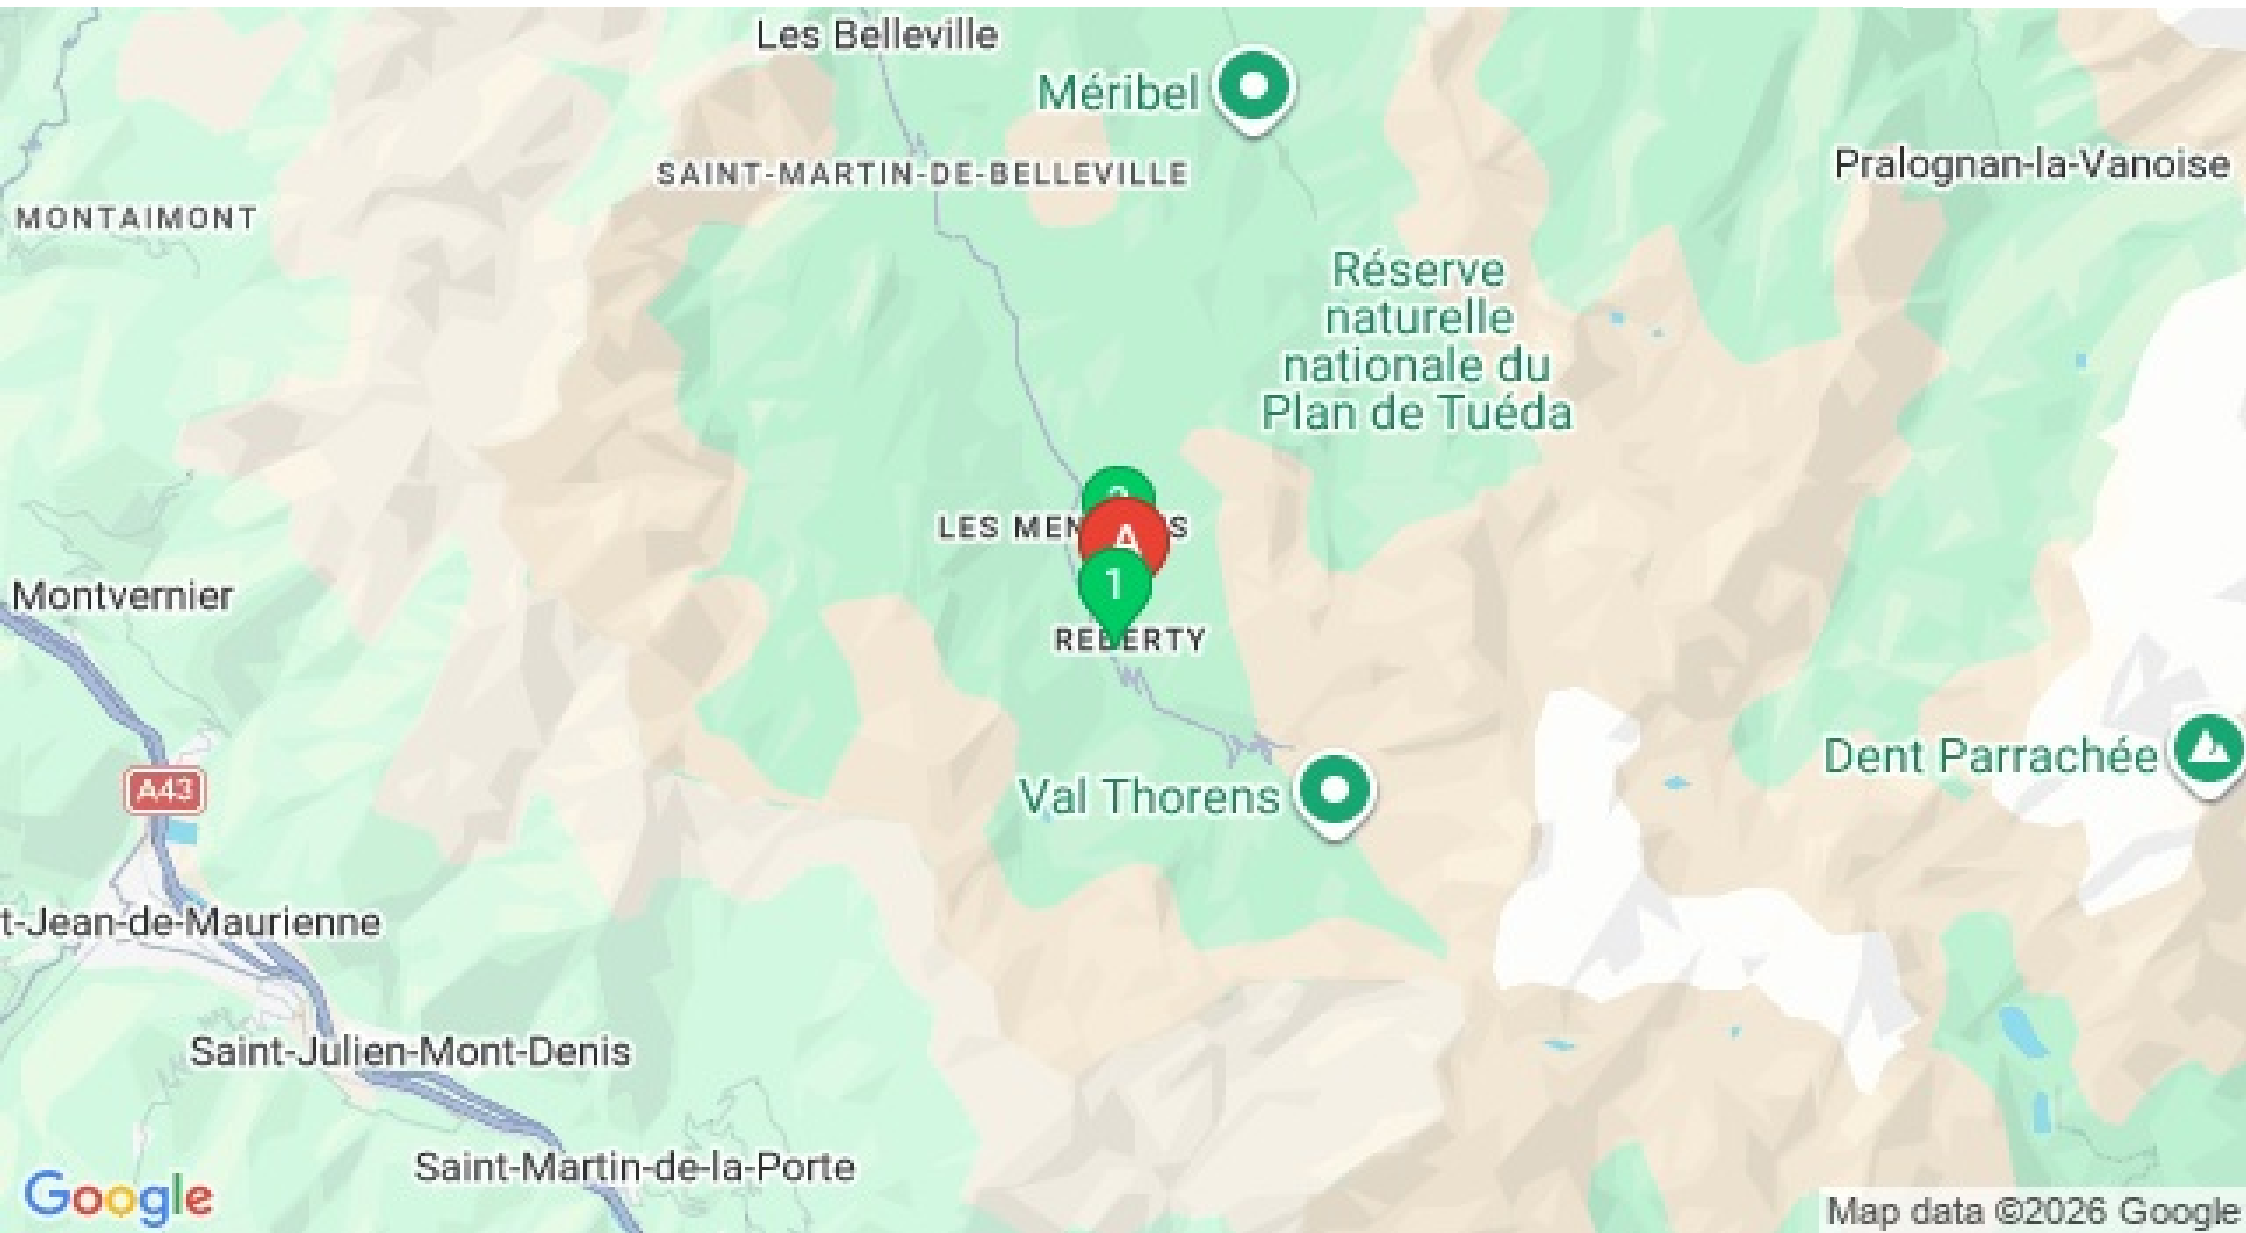 Les Belleville
Méribel
SAINT-MARTIN-DE-BELLEVILLE
Pralognan-la-Vanoise
MONTAIMONT
Réserve
naturelle
nationale du
Plan de Tuéda
LES
A
1
Montvernier
REBERTY
A43
Val Thorens
Dent Parrachée
t-Jean-de-Maurienne
Saint-Julien-Mont-Denis
Saint-Martin-de-la-Porte
Google
Map data ©2026 Google